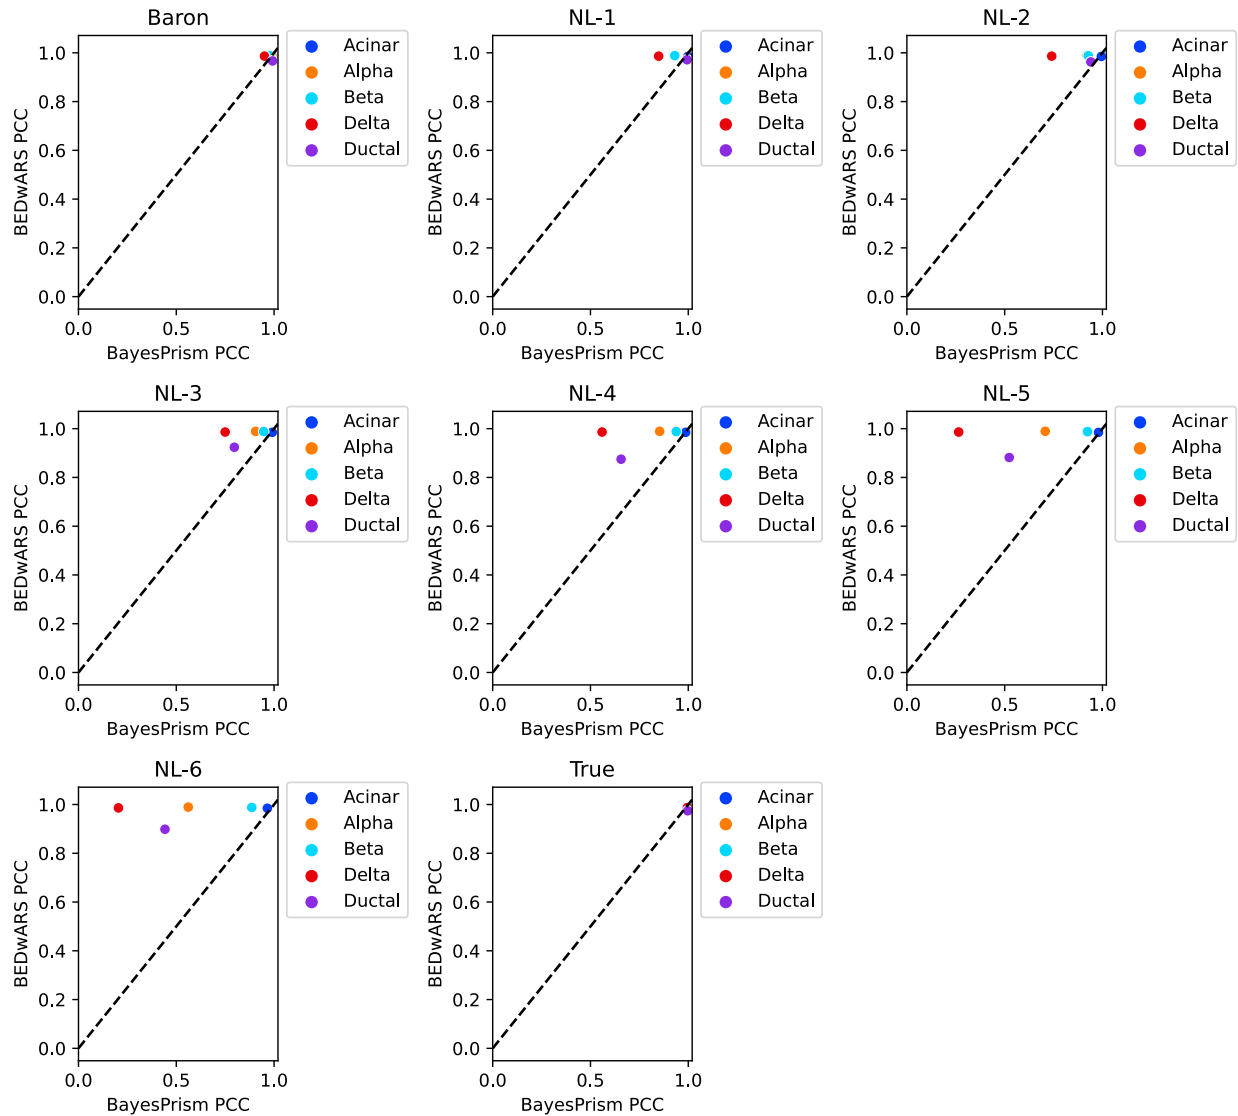 Baron
1.0
0.8
0.6
0.4
0.2
0.0
BEDwARS PCC
0.0 0.5 1.0
BayesPrism PCC
Acinar
Alpha
Beta
Delta
Ductal
NL-1
1.0
0.8
0.6
0.4
0.2
0.0
BEDwARS PCC
0.0 0.5 1.0
BayesPrism PCC
Acinar
Alpha
Beta
Delta
Ductal
NL-2
1.0
0.8
0.6
0.4
0.2
0.0
BEDwARS PCC
0.0 0.5 1.0
BayesPrism PCC
Acinar
Alpha
Beta
Delta
Ductal
NL-3
1.0
0.8
0.6
0.4
0.2
0.0
BEDwARS PCC
0.0 0.5 1.0
BayesPrism PCC
Acinar
Alpha
Beta
Delta
Ductal
NL-4
1.0
0.8
0.6
0.4
0.2
0.0
BEDwARS PCC
0.0 0.5 1.0
BayesPrism PCC
Acinar
Alpha
Beta
Delta
Ductal
NL-5
1.0
0.8
0.6
0.4
0.2
0.0
BEDwARS PCC
0.0 0.5 1.0
BayesPrism PCC
Acinar
Alpha
Beta
Delta
Ductal
NL-6
1.0
0.8
0.6
0.4
0.2
0.0
BEDwARS PCC
0.0 0.5 1.0
BayesPrism PCC
Acinar
Alpha
Beta
Delta
Ductal
True
1.0
0.8
0.6
0.4
0.2
0.0
BEDwARS PCC
0.0 0.5 1.0
BayesPrism PCC
Acinar
Alpha
Beta
Delta
Ductal